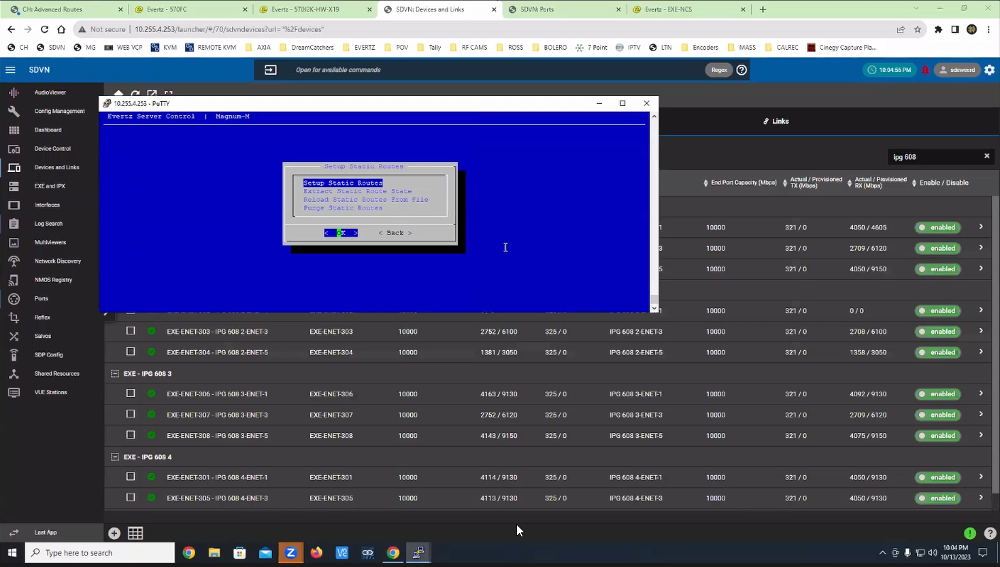 CH: Advanced Routes
Evertz - 570FC
Evertz - 570J2K-HW-X19
SDVN: Devices and Links
SDVN: Ports
Evertz - EXE-NCS
Not secure | 10.255.4.253/launcher/#/70/sdvndevices?url="%2Fdevices"
CH SDVN MG WEB VCP KVM REMOTE KVM AXIA DreamCatchers EVERTZ POV Tally RF CAMS ROSS BOLERO 7 Point IPTV LTN Encoders MASS CALREC Cinegy Capture Pla...
SDVN
Open for available commands
Regex
10:04:56 PM
sdeweerd
AudioViewer
Config Management
Dashboard
Device Control
Devices and Links
EXE and IPX
Interfaces
Log Search
Multiviewers
Network Discovery
NMOS Registry
Ports
Reflex
Salvos
SDP Config
Shared Resources
VUE Stations
Last App
10.255.4.253 - PuTTY
Evertz Server Control | Magnum-M
Setup Static Routes
Setup Static Routes
Extract Static Route State
Reload Static Routes From File
Purge Static Routes
< OK >
< Back >
Links
ipg 608
End Port Capacity (Mbps)
Actual / Provisioned TX (Mbps)
Actual / Provisioned RX (Mbps)
Enable / Disable
1 10000 321 / 0 4050 / 4605 enabled
3 10000 321 / 0 2709 / 6120 enabled
5 10000 321 / 0 4050 / 9150 enabled
1 10000 321 / 0 0 / 0 enabled
EXE-ENET-303 - IPG 608 2-ENET-3 EXE-ENET-303 10000 2752 / 6100 325 / 0 IPG 608 2-ENET-3 10000 321 / 0 2708 / 6100 enabled
EXE-ENET-304 - IPG 608 2-ENET-5 EXE-ENET-304 10000 1381 / 3050 325 / 0 IPG 608 2-ENET-5 10000 321 / 0 1358 / 3050 enabled
EXE - IPG 608 3
EXE-ENET-306 - IPG 608 3-ENET-1 EXE-ENET-306 10000 4163 / 9130 325 / 0 IPG 608 3-ENET-1 10000 321 / 0 4092 / 9130 enabled
EXE-ENET-307 - IPG 608 3-ENET-3 EXE-ENET-307 10000 2752 / 6120 325 / 0 IPG 608 3-ENET-3 10000 321 / 0 2709 / 6120 enabled
EXE-ENET-308 - IPG 608 3-ENET-5 EXE-ENET-308 10000 4143 / 9150 325 / 0 IPG 608 3-ENET-5 10000 321 / 0 4075 / 9150 enabled
EXE - IPG 608 4
EXE-ENET-301 - IPG 608 4-ENET-1 EXE-ENET-301 10000 4114 / 9130 325 / 0 IPG 608 4-ENET-1 10000 321 / 0 4050 / 9130 enabled
EXE-ENET-305 - IPG 608 4-ENET-3 EXE-ENET-305 10000 4113 / 9130 325 / 0 IPG 608 4-ENET-3 10000 321 / 0 4050 / 9130 enabled
Type here to search
10:04 PM
10/13/2023